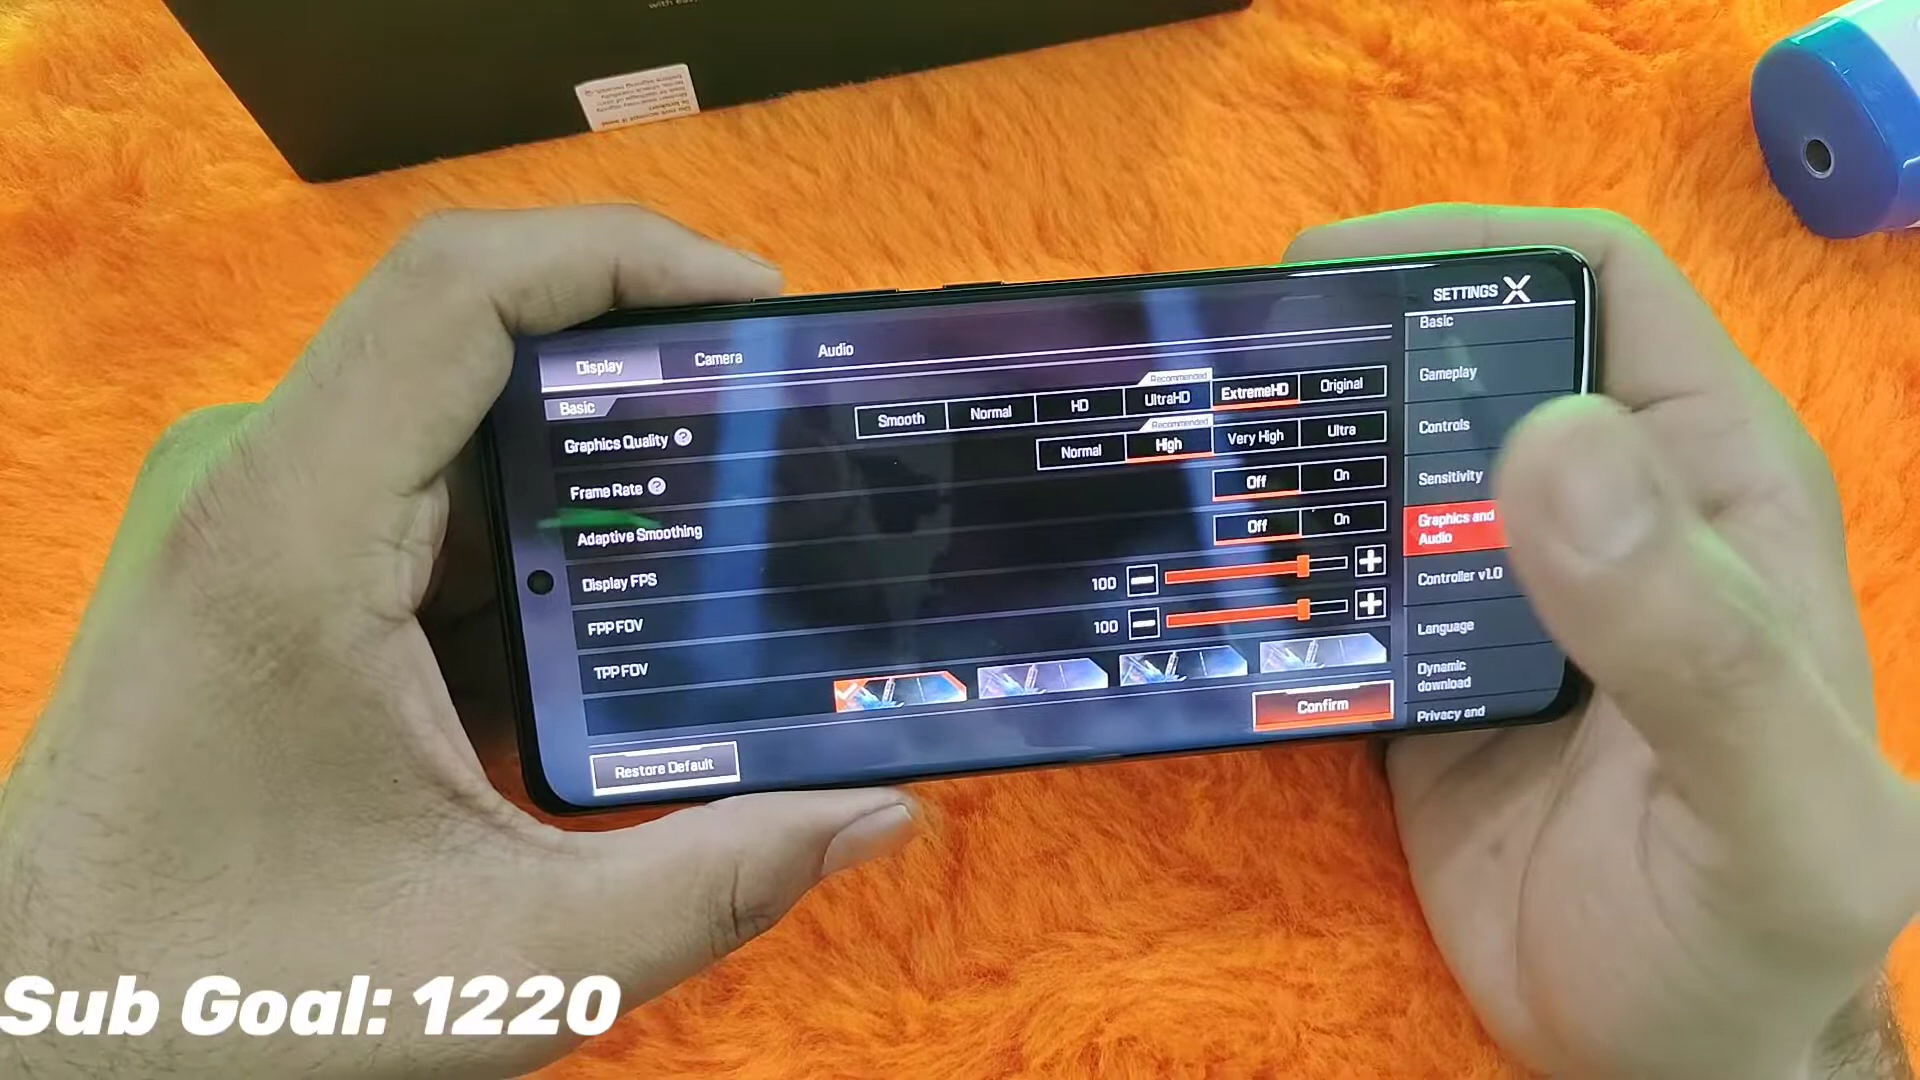 with easy
SETTINGS X
Display
Camera
Audio
Basic
Recommended
Graphics Quality ?
Smooth
Normal
HD
UltraHD
ExtremeHD
Original
Recommended
Frame Rate ?
Normal
High
Very High
Ultra
Adaptive Smoothing
Off
On
Display FPS
Off
On
FPP FOV
100
TPP FOV
100
Restore Default
Confirm
Basic
Gameplay
Controls
Sensitivity
Graphics and
Audio
Controller v1.0
Language
Dynamic
download
Privacy and
Sub Goal: 1220